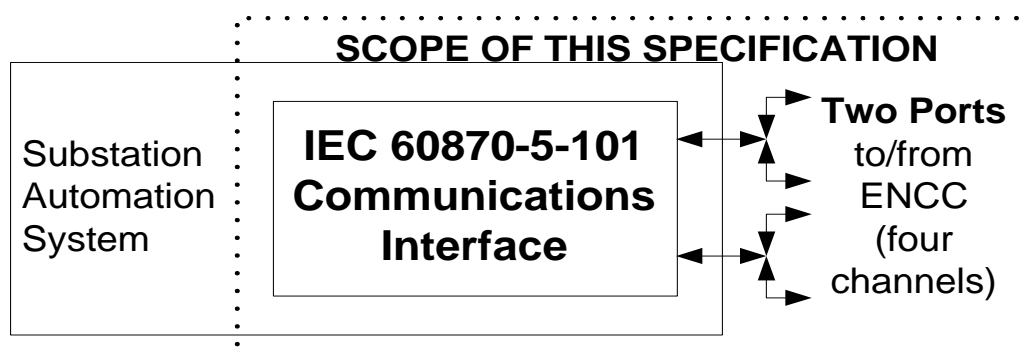 SCOPE OF THIS SPECIFICATION
Substation
Automation
System
IEC 60870-5-101
Communications
Interface
Two Ports
to/from
ENCC
(four
channels)